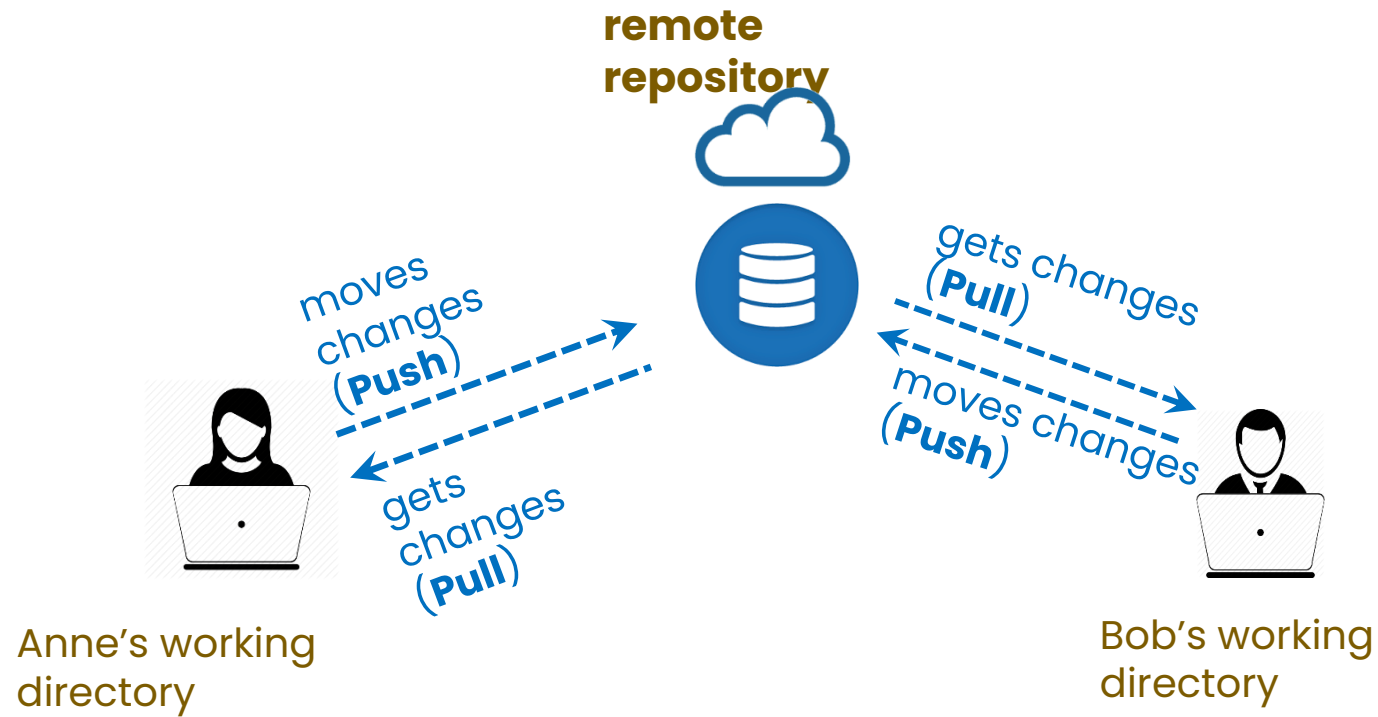 remote
repository
moves
changes
(Push)
gets
changes
(Pull)
gets changes
(Pull)
moves changes
(Push)
Anne’s working
directory
Bob’s working
directory